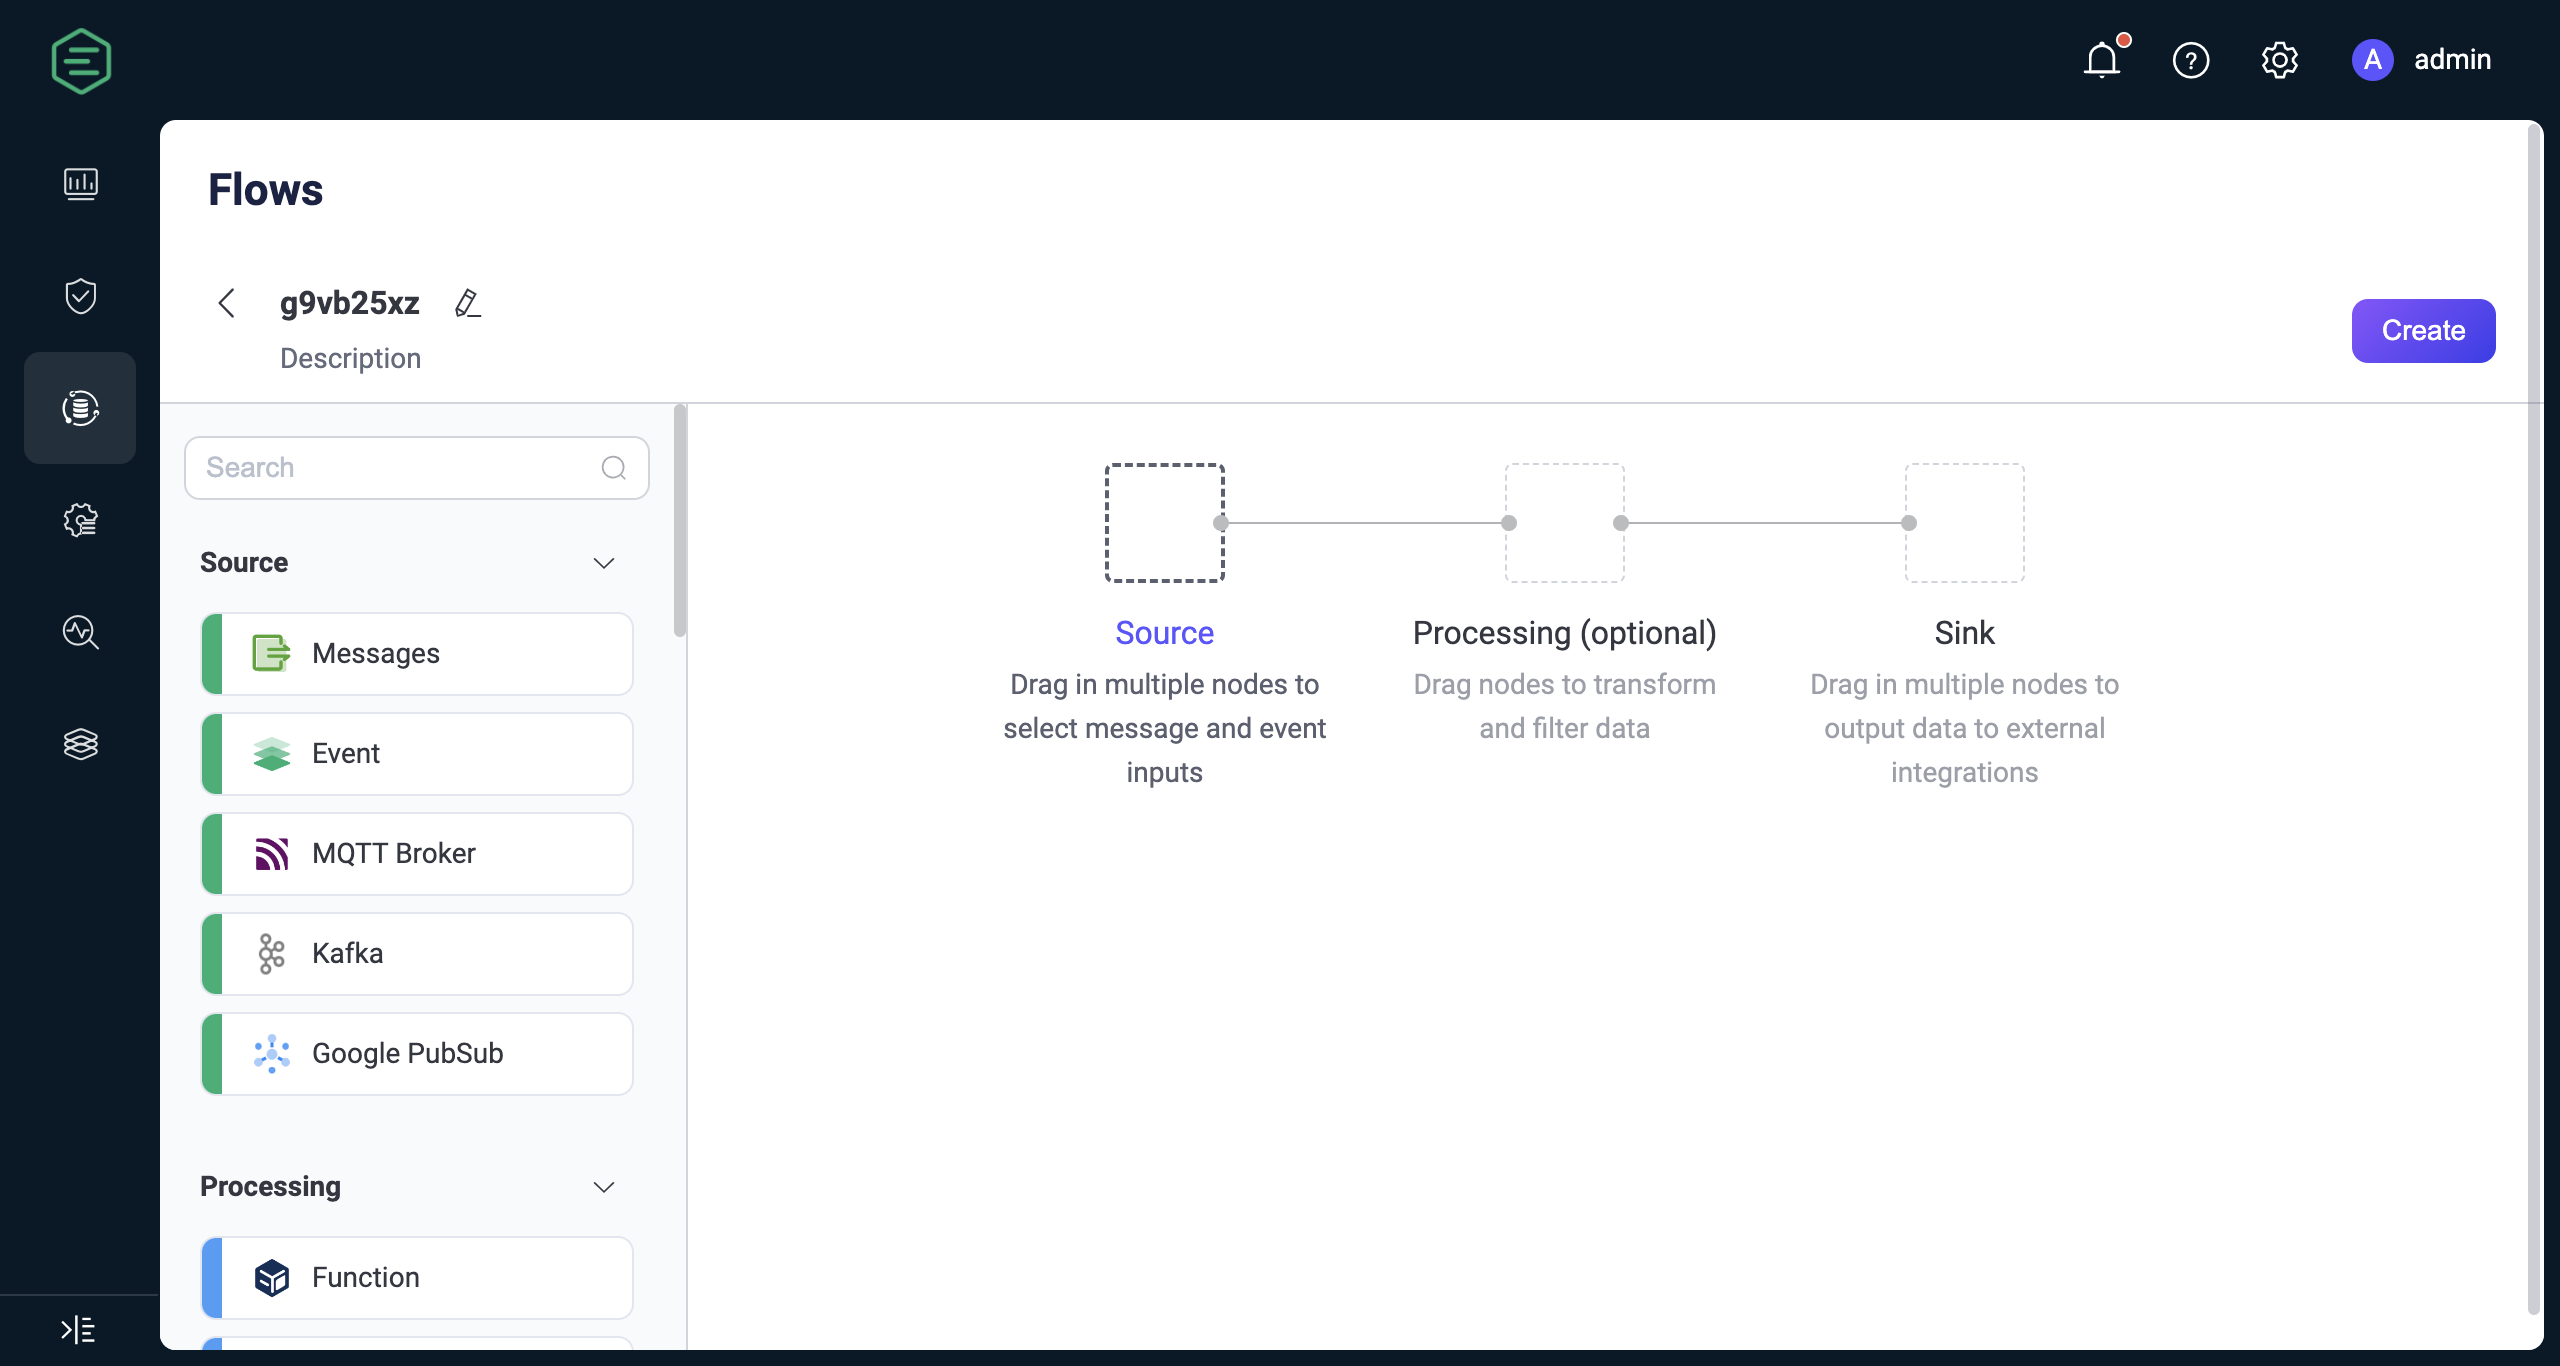 A admin
Flows
g9vb25xz
Description
Create
Search
Source
Messages
Event
MQTT Broker
Kafka
Google PubSub
Processing
Function
Source
Drag in multiple nodes to
select message and event
inputs
Processing (optional)
Drag nodes to transform
and filter data
Sink
Drag in multiple nodes to
output data to external
integrations